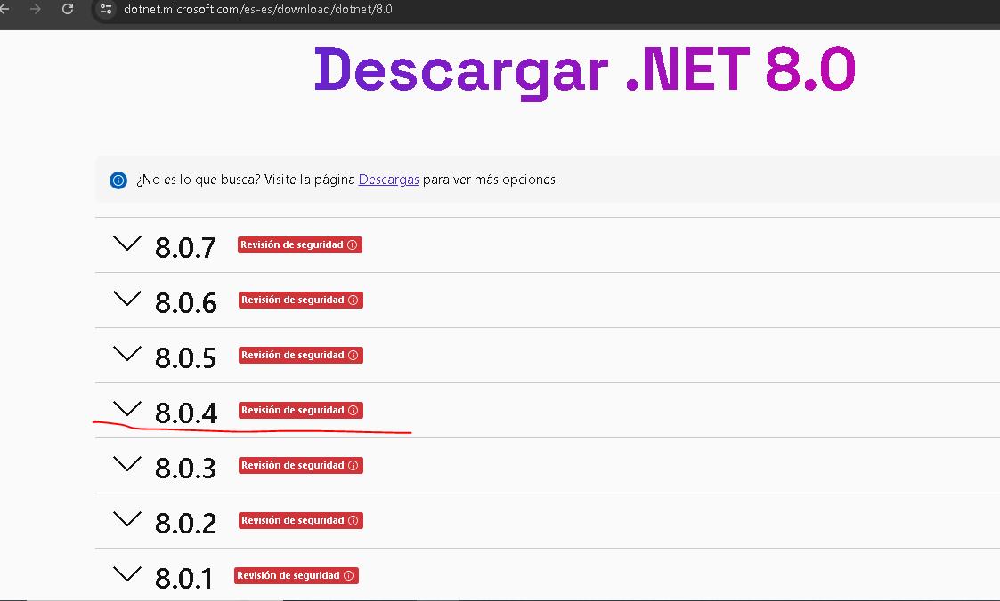 dotnet.microsoft.com/es-es/download/dotnet/8.0
Descargar .NET 8.0
¿No es lo que busca? Visite la página Descargas para ver más opciones.
8.0.7 Revisión de seguridad
8.0.6 Revisión de seguridad
8.0.5 Revisión de seguridad
8.0.4 Revisión de seguridad
8.0.3 Revisión de seguridad
8.0.2 Revisión de seguridad
8.0.1 Revisión de seguridad